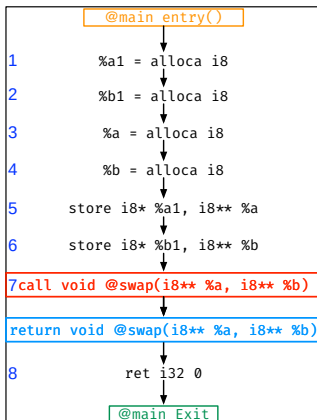 @main entry()
1 %a1 = alloca i8
2 %b1 = alloca i8
3 %a = alloca i8
4 %b = alloca i8
5 store i8* %a1, i8** %a
6 store i8* %b1, i8** %b
7 call void @swap(i8** %a, i8** %b)
return void @swap(i8** %a, i8** %b)
8 ret i32 0
@main Exit